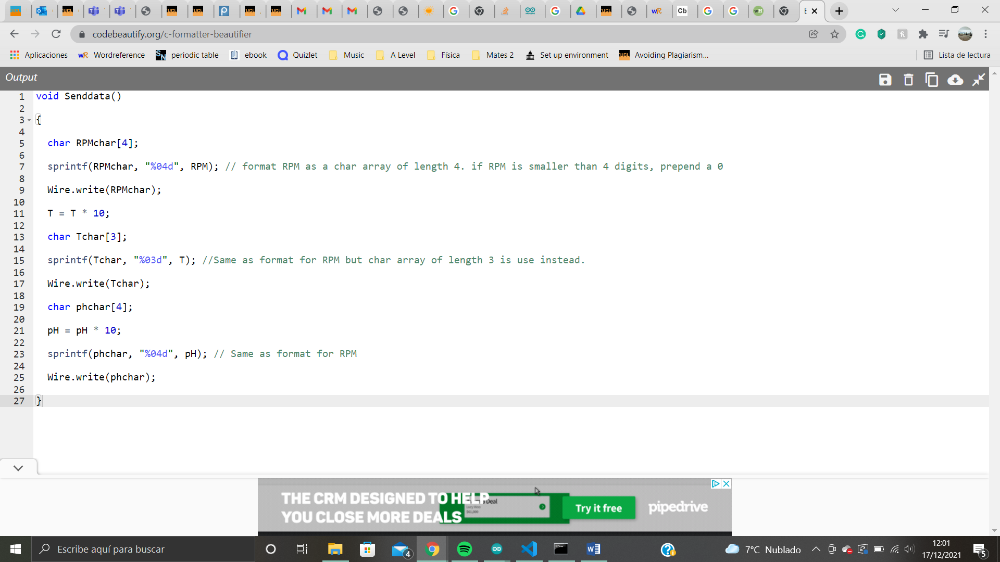 E
codebeautify.org/c-formatter-beautifier
Aplicaciones
Wordreference
periodic table
ebook
Quizlet
Music
A Level
Física
Mates 2
Set up environment
Avoiding Plagiarism...
Lista de lectura
Output
1 void Senddata()
2
3 {
4
5 char RPMchar[4];
6
7 sprintf(RPMchar, "%04d", RPM); // format RPM as a char array of length 4. if RPM is smaller than 4 digits, prepend a 0
8
9 Wire.write(RPMchar);
10
11 T = T * 10;
12
13 char Tchar[3];
14
15 sprintf(Tchar, "%03d", T); //Same as format for RPM but char array of length 3 is use instead.
16
17 Wire.write(Tchar);
18
19 char phchar[4];
20
21 pH = pH * 10;
22
23 sprintf(phchar, "%04d", pH); // Same as format for RPM
24
25 Wire.write(phchar);
26
27 }
THE CRM DESIGNED TO HELP
YOU CLOSE MORE DEALS
Deal
Try it free
pipedrive
Escribe aquí para buscar
4
7°C Nublado
12:01
17/12/2021
5